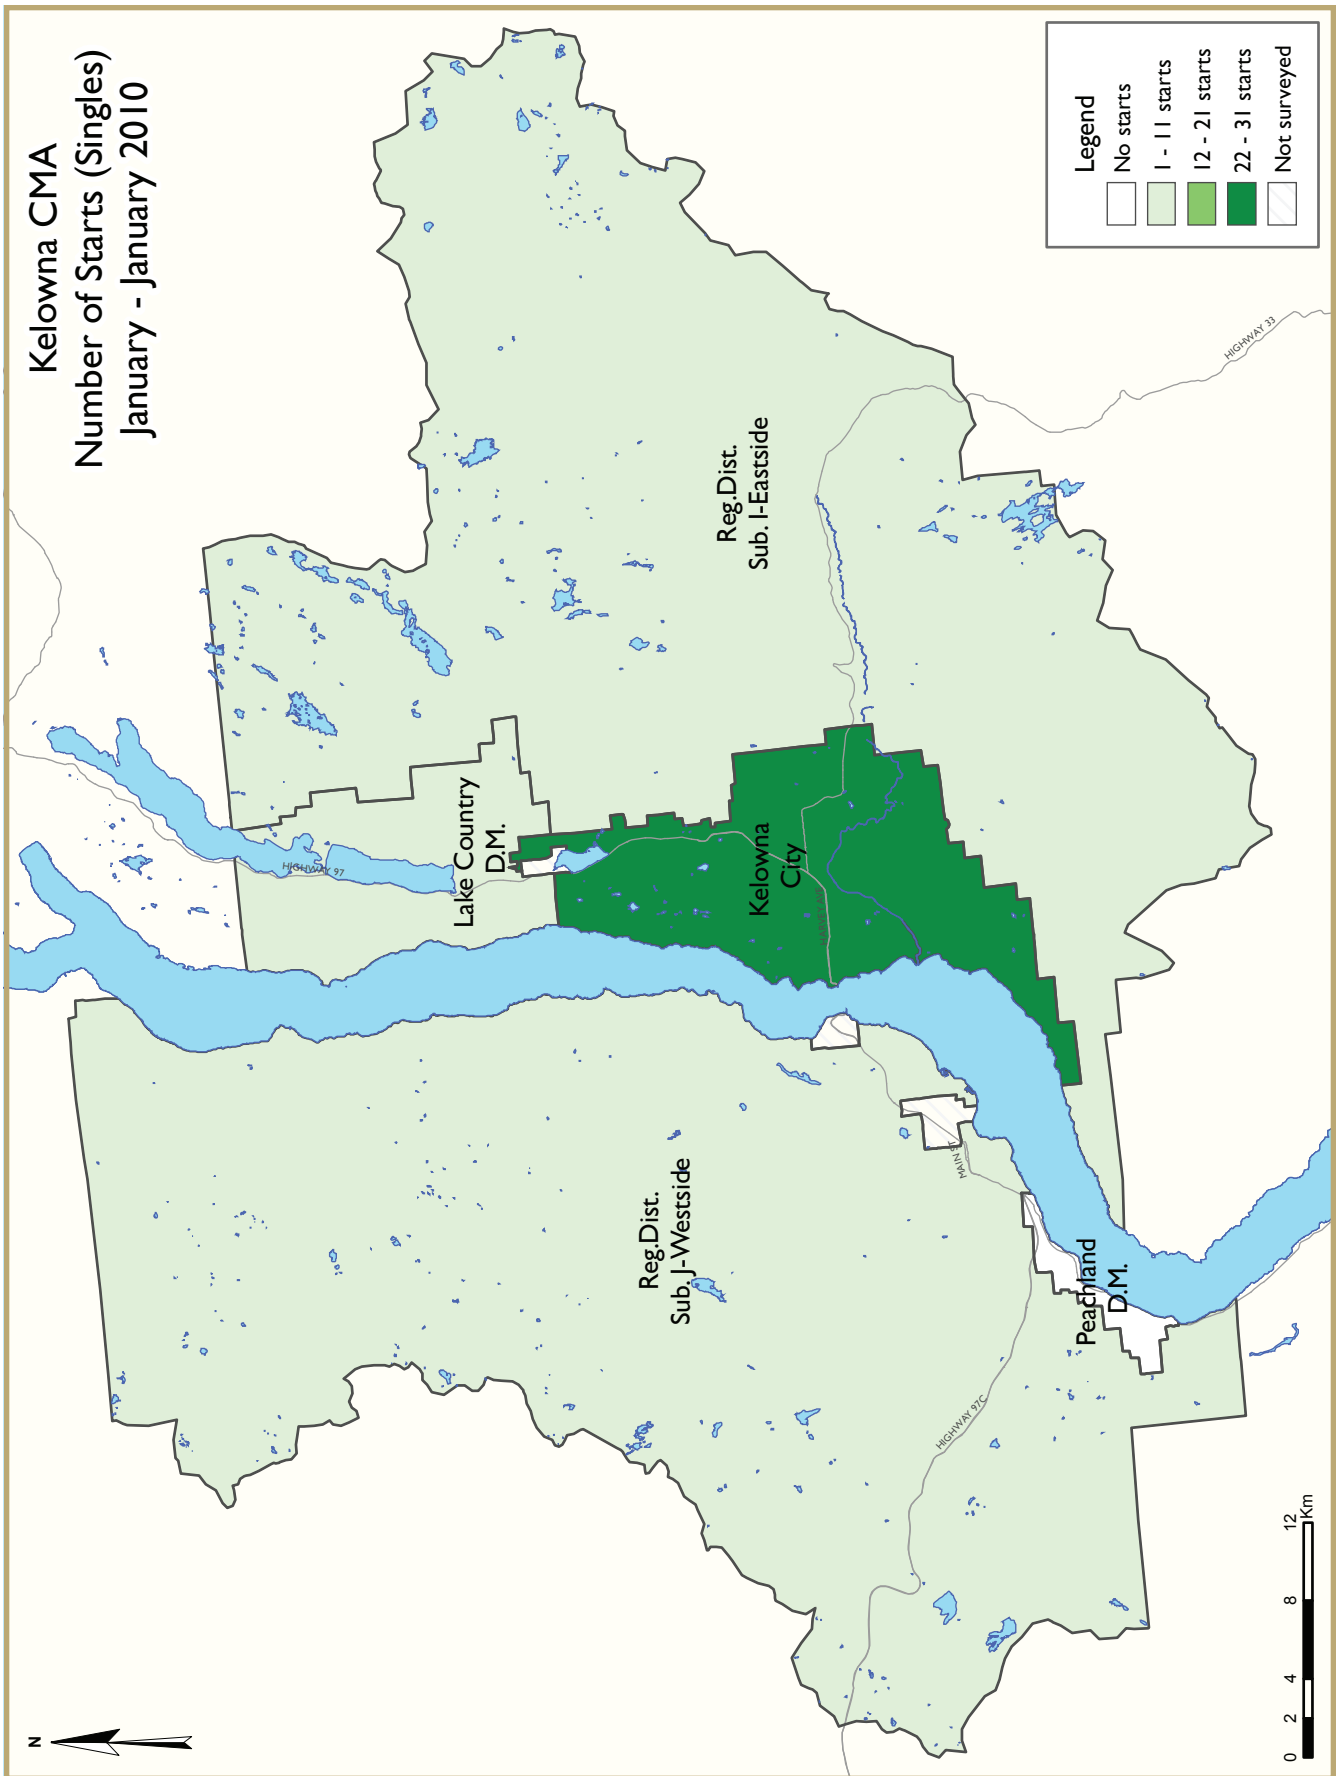 Kelowna CMA
Number of Starts (Singles)
January - January 2010
N
HIGHWAY 97
Lake Country
D.M.
Kelowna
City
HARVEY AVE
Reg.Dist.
Sub. I-Eastside
HIGHWAY 33
Reg.Dist.
Sub. J-Westside
MAIN ST
Peachland
D.M.
HIGHWAY 97C
Legend
No starts
1 - 11 starts
12 - 21 starts
22 - 31 starts
Not surveyed
0 2 4 8 12
Km